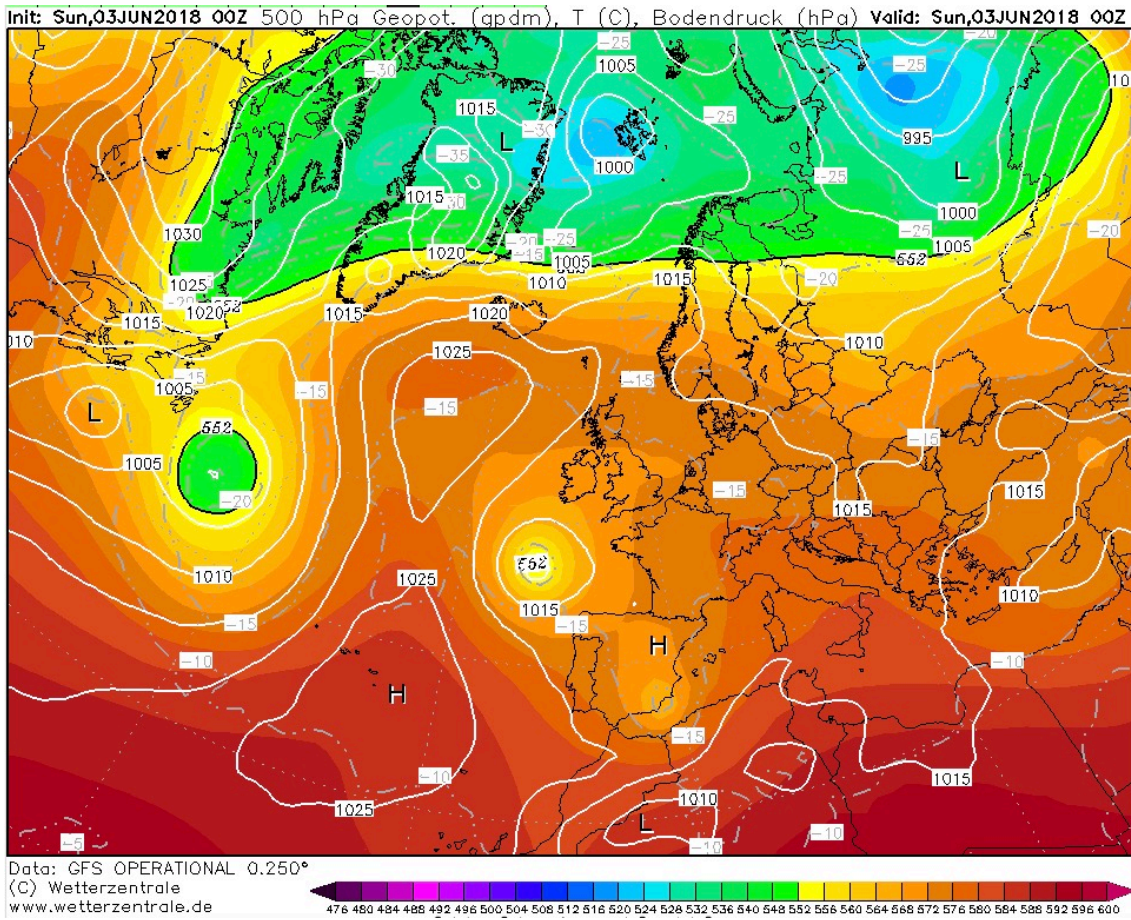 Init: Sun,03JUN2018 00Z 500 hPa Geopot. (gpdm), T (C), Bodendruck (hPa) Valid: Sun,03JUN2018 00Z
-25 -20
-30 1005 -25
1015 -25
-30 995
L
-35 1000 L
1015 -25
30 1000
1030 -20 -25 -25 -20
1020 -15 1005 1005
1025 1010 1015 552 -20
1020 1015 1020
1015
1010 1025 1010
-15
1005 -15 -15 -15
L 552 -15
1005 -20 -15 1015
1015
1010 1025 552
1015 1010
-15 -15
-10 H -10
H
-15
-10 1015
1025 1010
L -10
-5
Data: GFS OPERATIONAL 0.250°
(C) Wetterzentrale
www.wetterzentrale.de
476 480 484 488 492 496 500 504 508 512 516 520 524 528 532 536 540 544 548 552 556 560 564 568 572 576 580 584 588 592 596 600